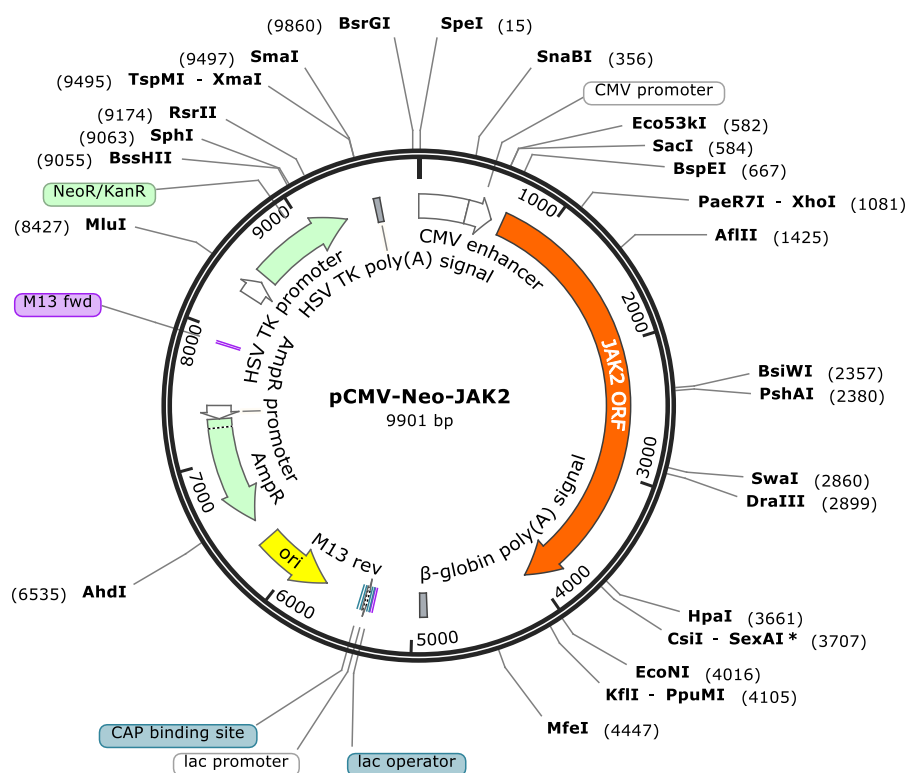 (9860) BsrGI
SpeI (15)
(9497) SmaI
SnaBI (356)
(9495) TspMI - XmaI
CMV promoter
(9174) RsrII
Eco53kI (582)
(9063) SphI
SacI (584)
(9055) BssHII
BspEI (667)
NeoR/KanR
PaeR7I - XhoI (1081)
(8427) MluI
AflII (1425)
9000
1000
CMV enhancer
HSV TK poly(A) signal
HSV TK promoter
M13 fwd
8000
2000
JAK2 ORF
BsiWI (2357)
PshAI (2380)
pCMV-Neo-JAK2
9901 bp
AmpR promoter
AmpR
7000
3000
SwaI (2860)
DraIII (2899)
β-globin poly(A) signal
M13 rev
ori
(6535) AhdI
6000
4000
5000
HpaI (3661)
CsiI - SexAI * (3707)
EcoNI (4016)
KflI - PpuMI (4105)
MfeI (4447)
CAP binding site
lac promoter
lac operator